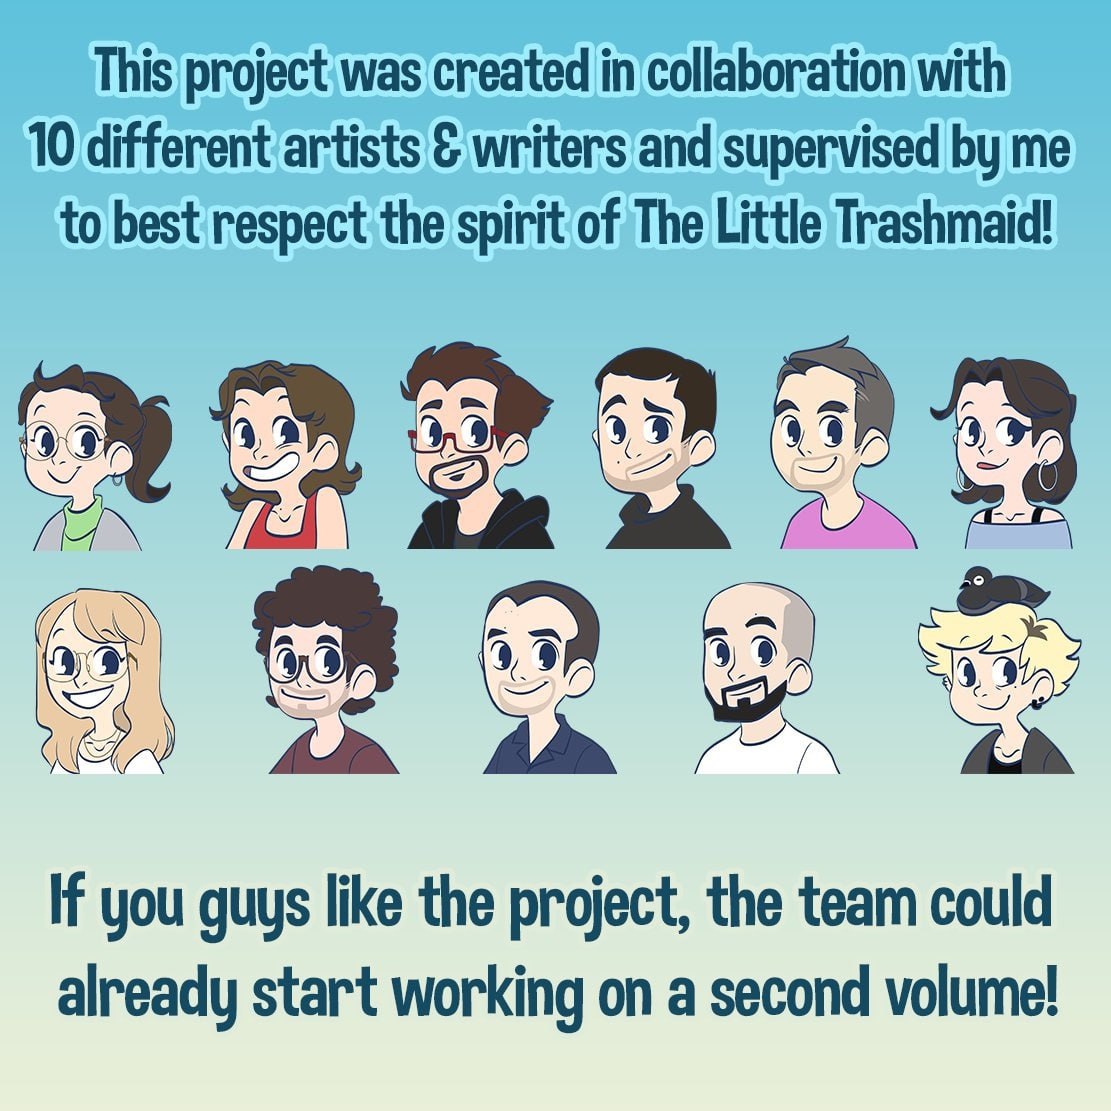 This project was created in collaboration with
10 different artists & writers and supervised by me
to best respect the spirit of The Little Trashmaid!
If you guys like the project, the team could
already start working on a second volume!